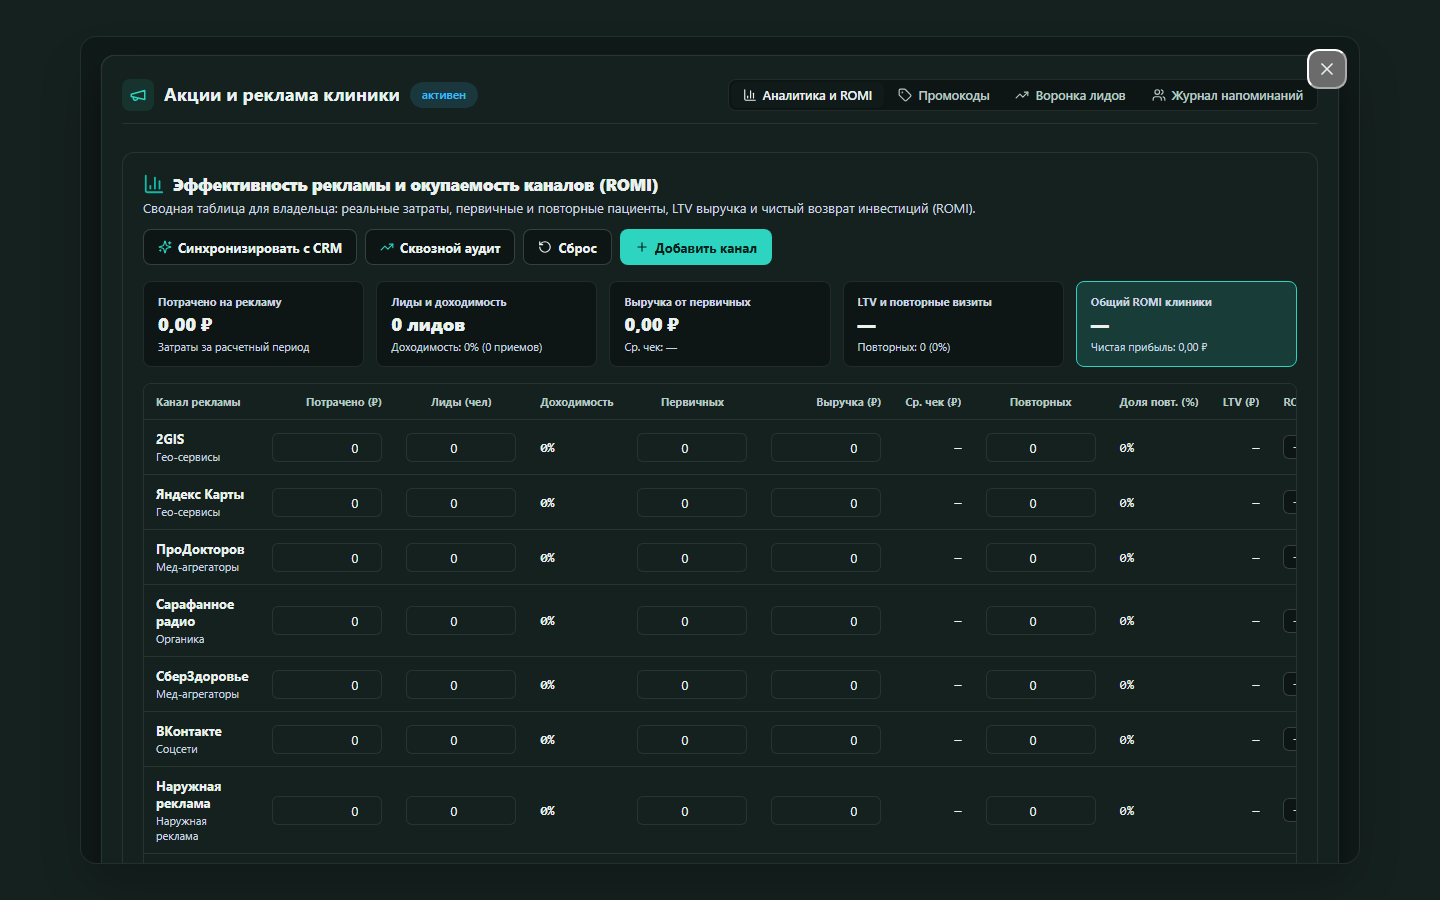 Акции и реклама клиники
активен
Аналитика и ROMI
Промокоды
Воронка лидов
Журнал напоминаний
Эффективность рекламы и окупаемость каналов (ROMI)
Сводная таблица для владельца: реальные затраты, первичные и повторные пациенты, LTV выручка и чистый возврат инвестиций (ROMI).
Синхронизировать с CRM
Сквозной аудит
Сброс
Добавить канал
Потрачено на рекламу
0,00 ₽
Затраты за расчетный период
Лиды и доходимость
0 лидов
Доходимость: 0% (0 приемов)
Выручка от первичных
0,00 ₽
Ср. чек: —
LTV и повторные визиты
—
Повторных: 0 (0%)
Общий ROMI клиники
—
Чистая прибыль: 0,00 ₽
Канал рекламы Потрачено (₽) Лиды (чел) Доходимость Первичных Выручка (₽) Ср. чек (₽) Повторных Доля повт. (%) LTV (₽)
2GIS
Гео-сервисы
0 0 0% 0 0 — 0 0% —
Яндекс Карты
Гео-сервисы
0 0 0% 0 0 — 0 0% —
ПроДокторов
Мед-агрегаторы
0 0 0% 0 0 — 0 0% —
Сарафанное
радио
Органика
0 0 0% 0 0 — 0 0% —
СберЗдоровье
Мед-агрегаторы
0 0 0% 0 0 — 0 0% —
ВКонтакте
Соцсети
0 0 0% 0 0 — 0 0% —
Наружная
реклама
Наружная
реклама
0 0 0% 0 0 — 0 0% —